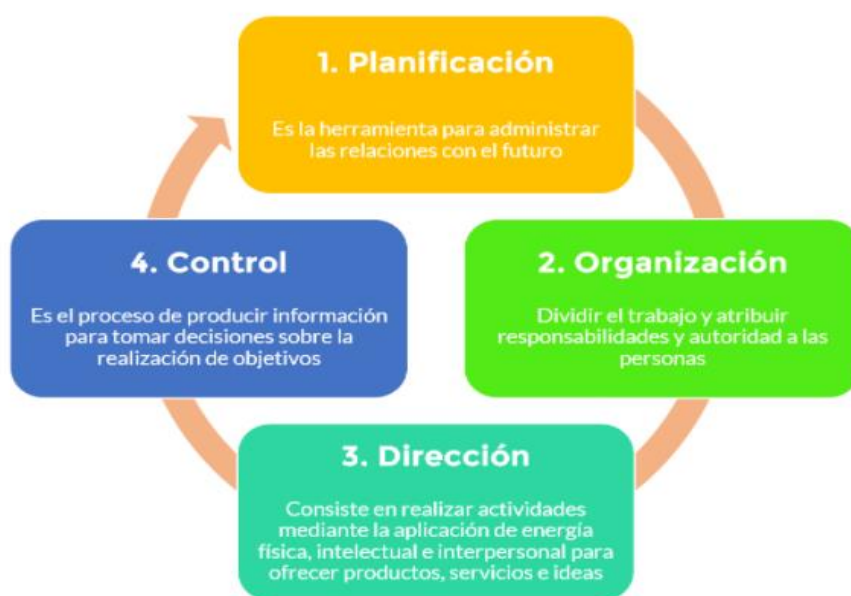 1. Planificación
Es la herramienta para administrar
las relaciones con el futuro
2. Organización
Dividir el trabajo y atribuir
responsabilidades y autoridad a las
personas
3. Dirección
Consiste en realizar actividades
mediante la aplicación de energía
física, intelectual e interpersonal para
ofrecer productos, servicios e ideas
4. Control
Es el proceso de producir información
para tomar decisiones sobre la
realización de objetivos